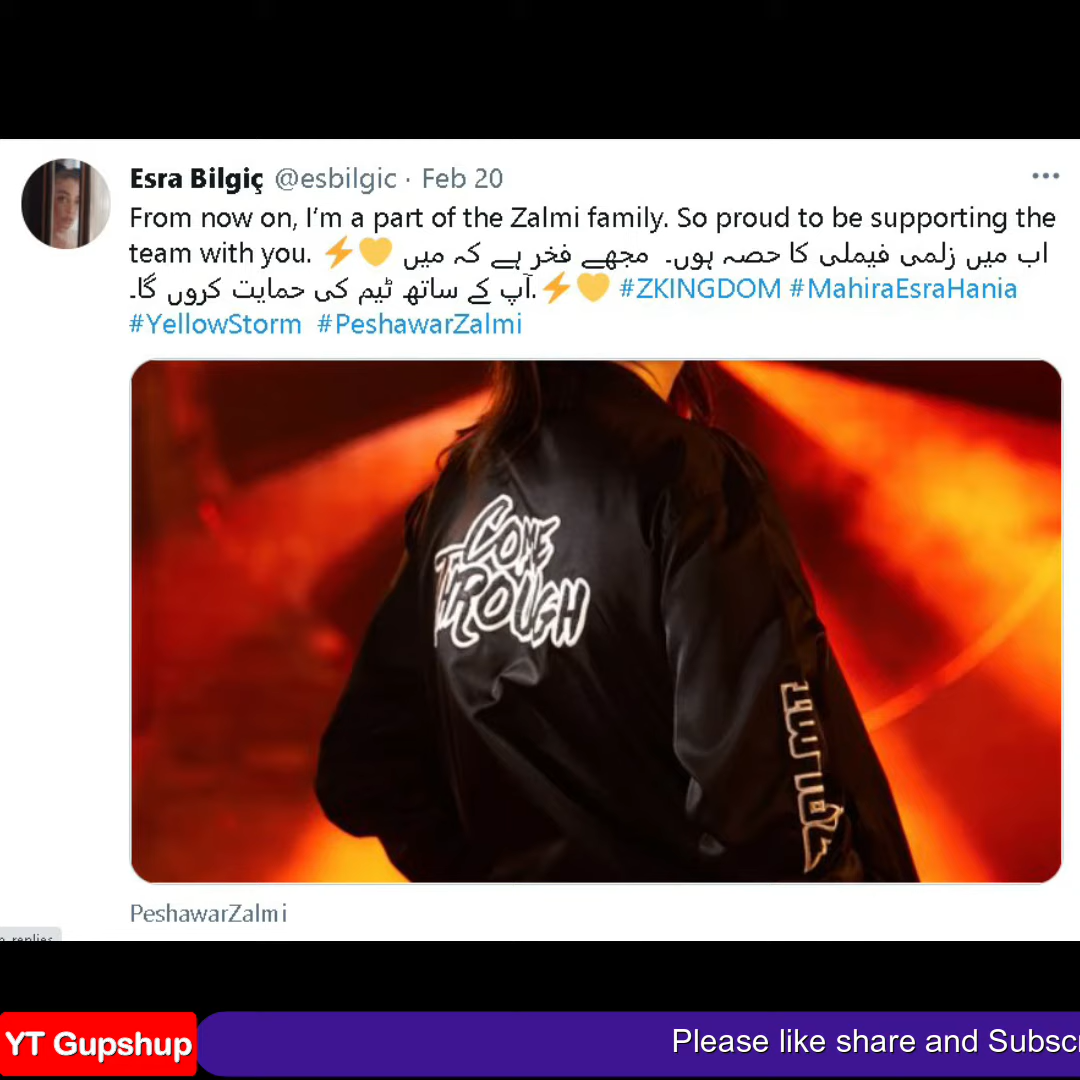 Esra Bilgiç @esbilgic · Feb 20
From now on, I’m a part of the Zalmi family. So proud to be supporting the
team with you. ⚡💛 اب میں زلمی فیملی کا حصہ ہوں۔ مجھے فخر ہے کہ میں
آپ کے ساتھ ٹیم کی حمایت کروں گا۔.⚡💛 #ZKINGDOM #MahiraEsraHania
#YellowStorm #PeshawarZalmi
COME
THROUGH
PeshawarZalmi
replies
YT Gupshup
Please like share and Subsc